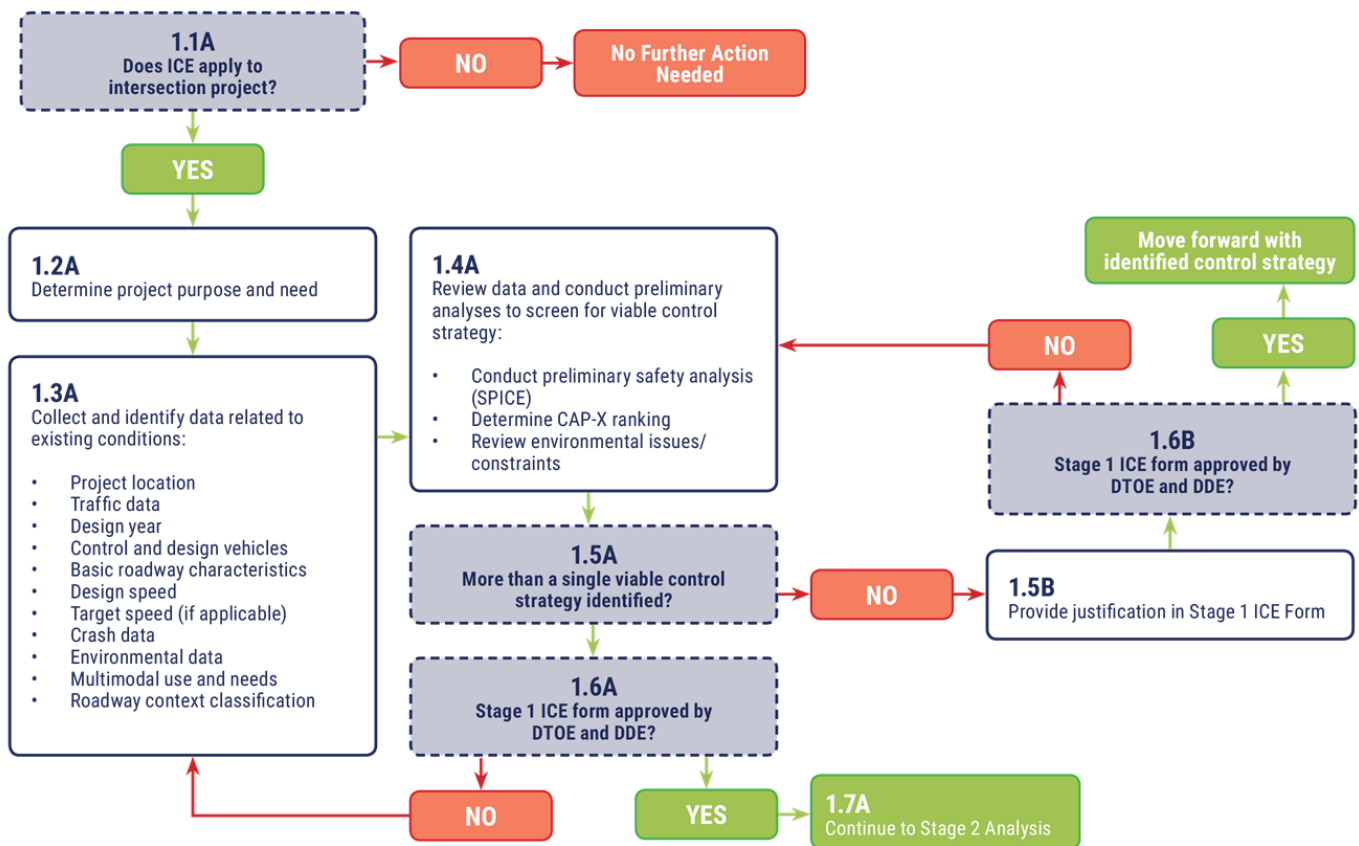 1.1A
Does ICE apply to
intersection project?
NO
No Further Action
Needed
YES
1.2A
Determine project purpose and need
1.3A
Collect and identify data related to
existing conditions:
• Project location
• Traffic data
• Design year
• Control and design vehicles
• Basic roadway characteristics
• Design speed
• Target speed (if applicable)
• Crash data
• Environmental data
• Multimodal use and needs
• Roadway context classification
1.4A
Review data and conduct preliminary
analyses to screen for viable control
strategy:
• Conduct preliminary safety analysis
(SPICE)
• Determine CAP-X ranking
• Review environmental issues/
constraints
1.5A
More than a single viable control
strategy identified?
NO
1.5B
Provide justification in Stage 1 ICE Form
1.6B
Stage 1 ICE form approved by
DTOE and DDE?
NO
YES
Move forward with
identified control strategy
1.6A
Stage 1 ICE form approved by
DTOE and DDE?
NO
YES
1.7A
Continue to Stage 2 Analysis